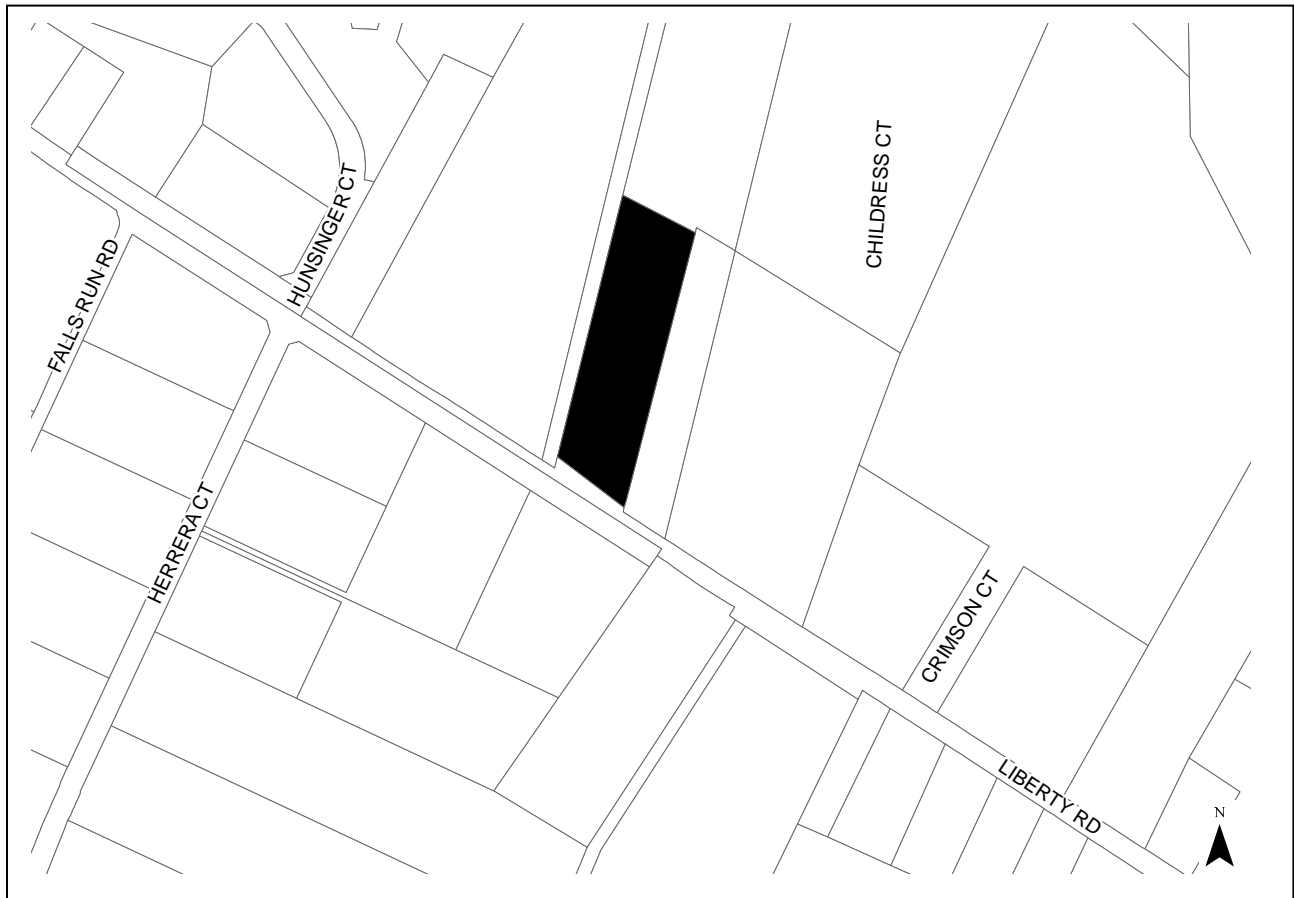 CHILDRESS CT
HUNSINGER CT
FALLS RUN RD
HERRERA CT
CRIMSON CT
LIBERTY RD
N